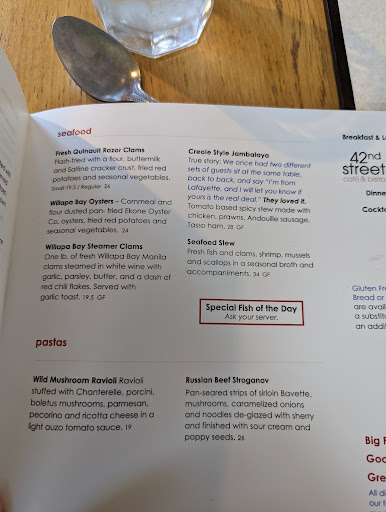 seafood
Fresh Quinault Razor Clams
Flash-fried with a flour, buttermilk
and Saltine cracker crust, fried red
potatoes and seasonal vegetables.
Small 19.5 / Regular 26
Willapa Bay Oysters – Cornmeal and
flour dusted pan- fried Ekone Oyster
Co. oysters, fried red potatoes and
seasonal vegetables. 24
Willapa Bay Steamer Clams
One lb. of fresh Willapa Bay Manila
clams steamed in white wine with
garlic, parsley, butter, and a dash of
red chili flakes. Served with
garlic toast. 19.5 GF
Creole Style Jambalaya
True story: We once had two different
sets of guests sit at the same table,
back to back, and say "I'm from
Lafayette, and I will let you know if
yours is the real deal." They loved it.
Tomato based spicy stew made with
chicken, prawns, Andouille sausage,
Tasso ham. 28 GF
Seafood Stew
Fresh fish and clams, shrimp, mussels
and scallops in a seasonal broth and
accompaniments. 34 GF
Special Fish of the Day
Ask your server.
pastas
Wild Mushroom Ravioli Ravioli
stuffed with Chanterelle, porcini,
boletus mushrooms, parmesan,
pecorino and ricotta cheese in a
light ouzo tomato sauce. 19
Russian Beef Stroganov
Pan-seared strips of sirloin Bavette,
mushrooms, caramelized onions
and noodles de-glazed with sherry
and finished with sour cream and
poppy seeds. 26
Breakfast & L
42nd
street
café & bistro
Dinne
Cockta
Gluten Fr
Bread or
are avail
a substit
an addit
Big F
Goo
Gre
All di
our f